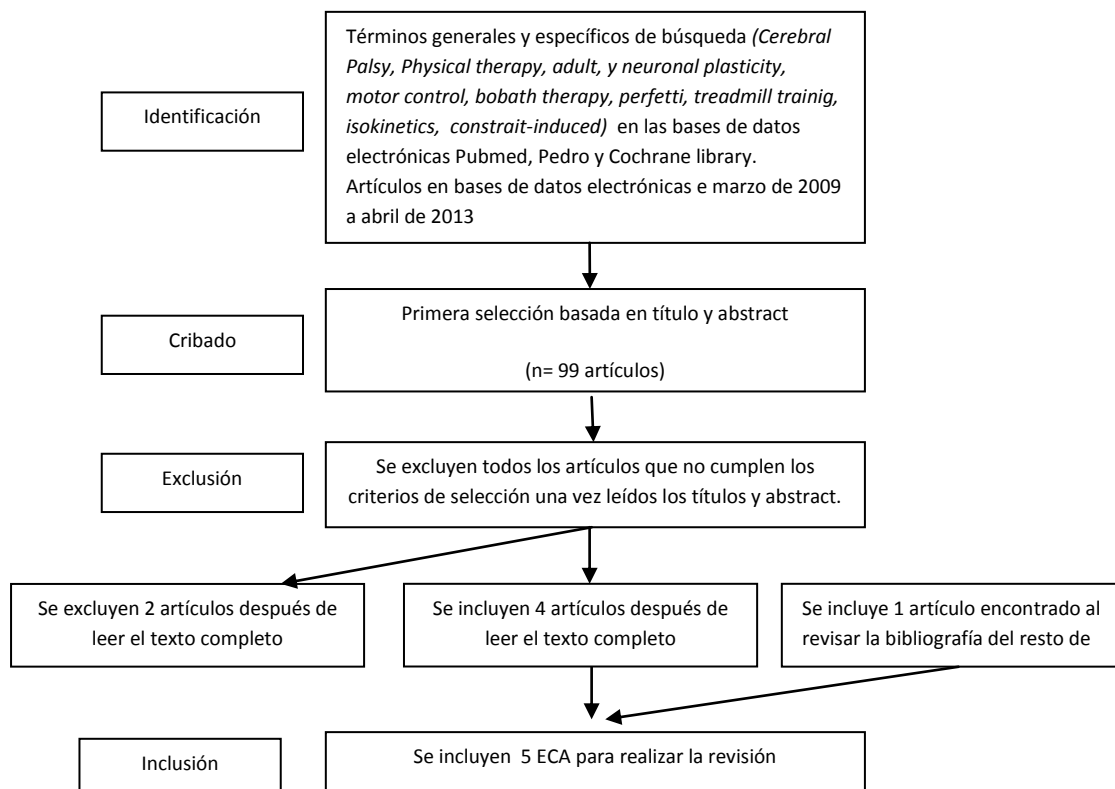 Identificación
Términos generales y específicos de búsqueda (Cerebral
Palsy, Physical therapy, adult, y neuronal plasticity,
motor control, bobath therapy, perfetti, treadmill trainig,
isokinetics, constrait-induced) en las bases de datos
electrónicas Pubmed, Pedro y Cochrane library.
Artículos en bases de datos electrónicas e marzo de 2009
a abril de 2013
Cribado
Primera selección basada en título y abstract
(n= 99 artículos)
Exclusión
Se excluyen todos los artículos que no cumplen los
criterios de selección una vez leídos los títulos y abstract.
Se excluyen 2 artículos después de
leer el texto completo
Se incluyen 4 artículos después de
leer el texto completo
Se incluye 1 artículo encontrado al
revisar la bibliografía del resto de
Inclusión
Se incluyen 5 ECA para realizar la revisión